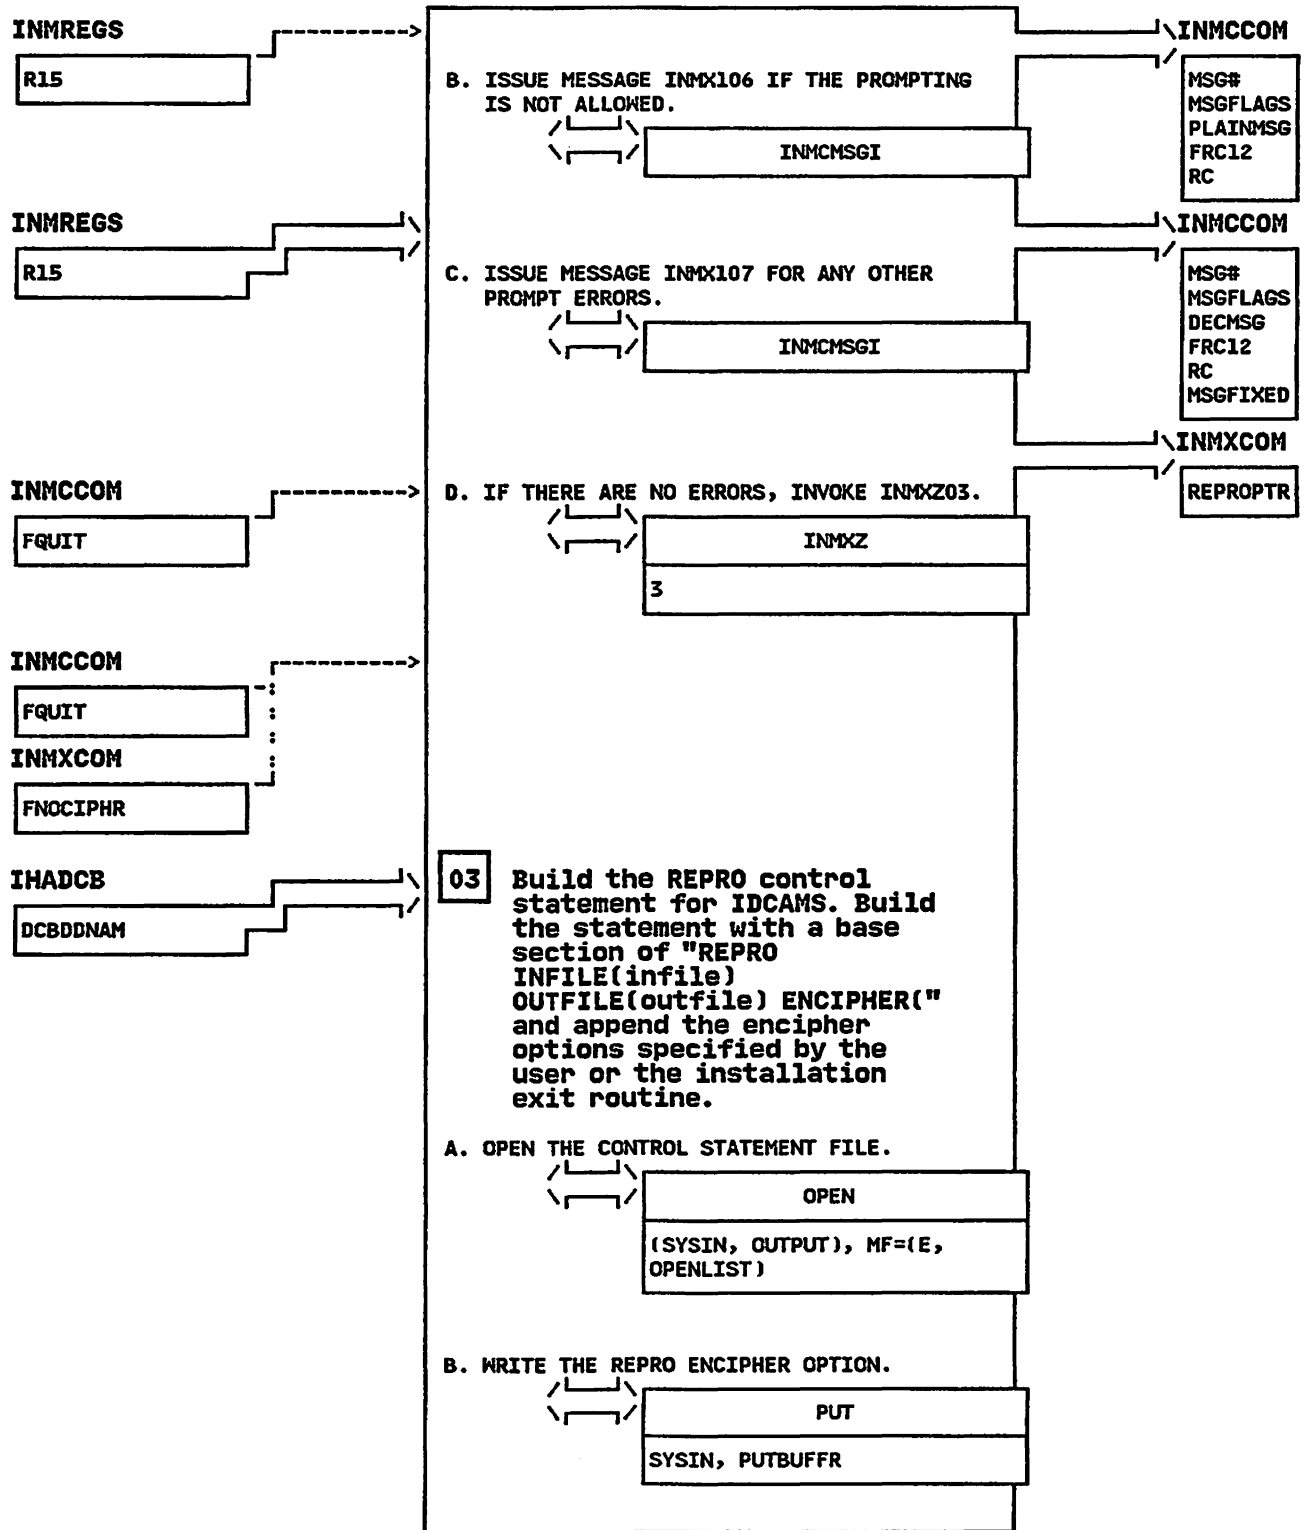 INMREGS
R15
B. ISSUE MESSAGE INMX106 IF THE PROMPTING
IS NOT ALLOWED.
INMCMSGI
INMCCOM
MSG#
MSGFLAGS
PLAINMSG
FRC12
RC
INMREGS
R15
C. ISSUE MESSAGE INMX107 FOR ANY OTHER
PROMPT ERRORS.
INMCMSGI
INMCCOM
MSG#
MSGFLAGS
DECMSG
FRC12
RC
MSGFIXED
INMCCOM
FQUIT
D. IF THERE ARE NO ERRORS, INVOKE INMXZ03.
INMXZ
3
INMXCOM
REPROPTR
INMCCOM
FQUIT
INMXCOM
FNOCIPHR
IHADCB
DCBDDNAM
03
Build the REPRO control
statement for IDCAMS. Build
the statement with a base
section of "REPRO
INFILE(infile)
OUTFILE(outfile) ENCIPHER("
and append the encipher
options specified by the
user or the installation
exit routine.
A. OPEN THE CONTROL STATEMENT FILE.
OPEN
(SYSIN, OUTPUT), MF=(E,
OPENLIST)
B. WRITE THE REPRO ENCIPHER OPTION.
PUT
SYSIN, PUTBUFFR